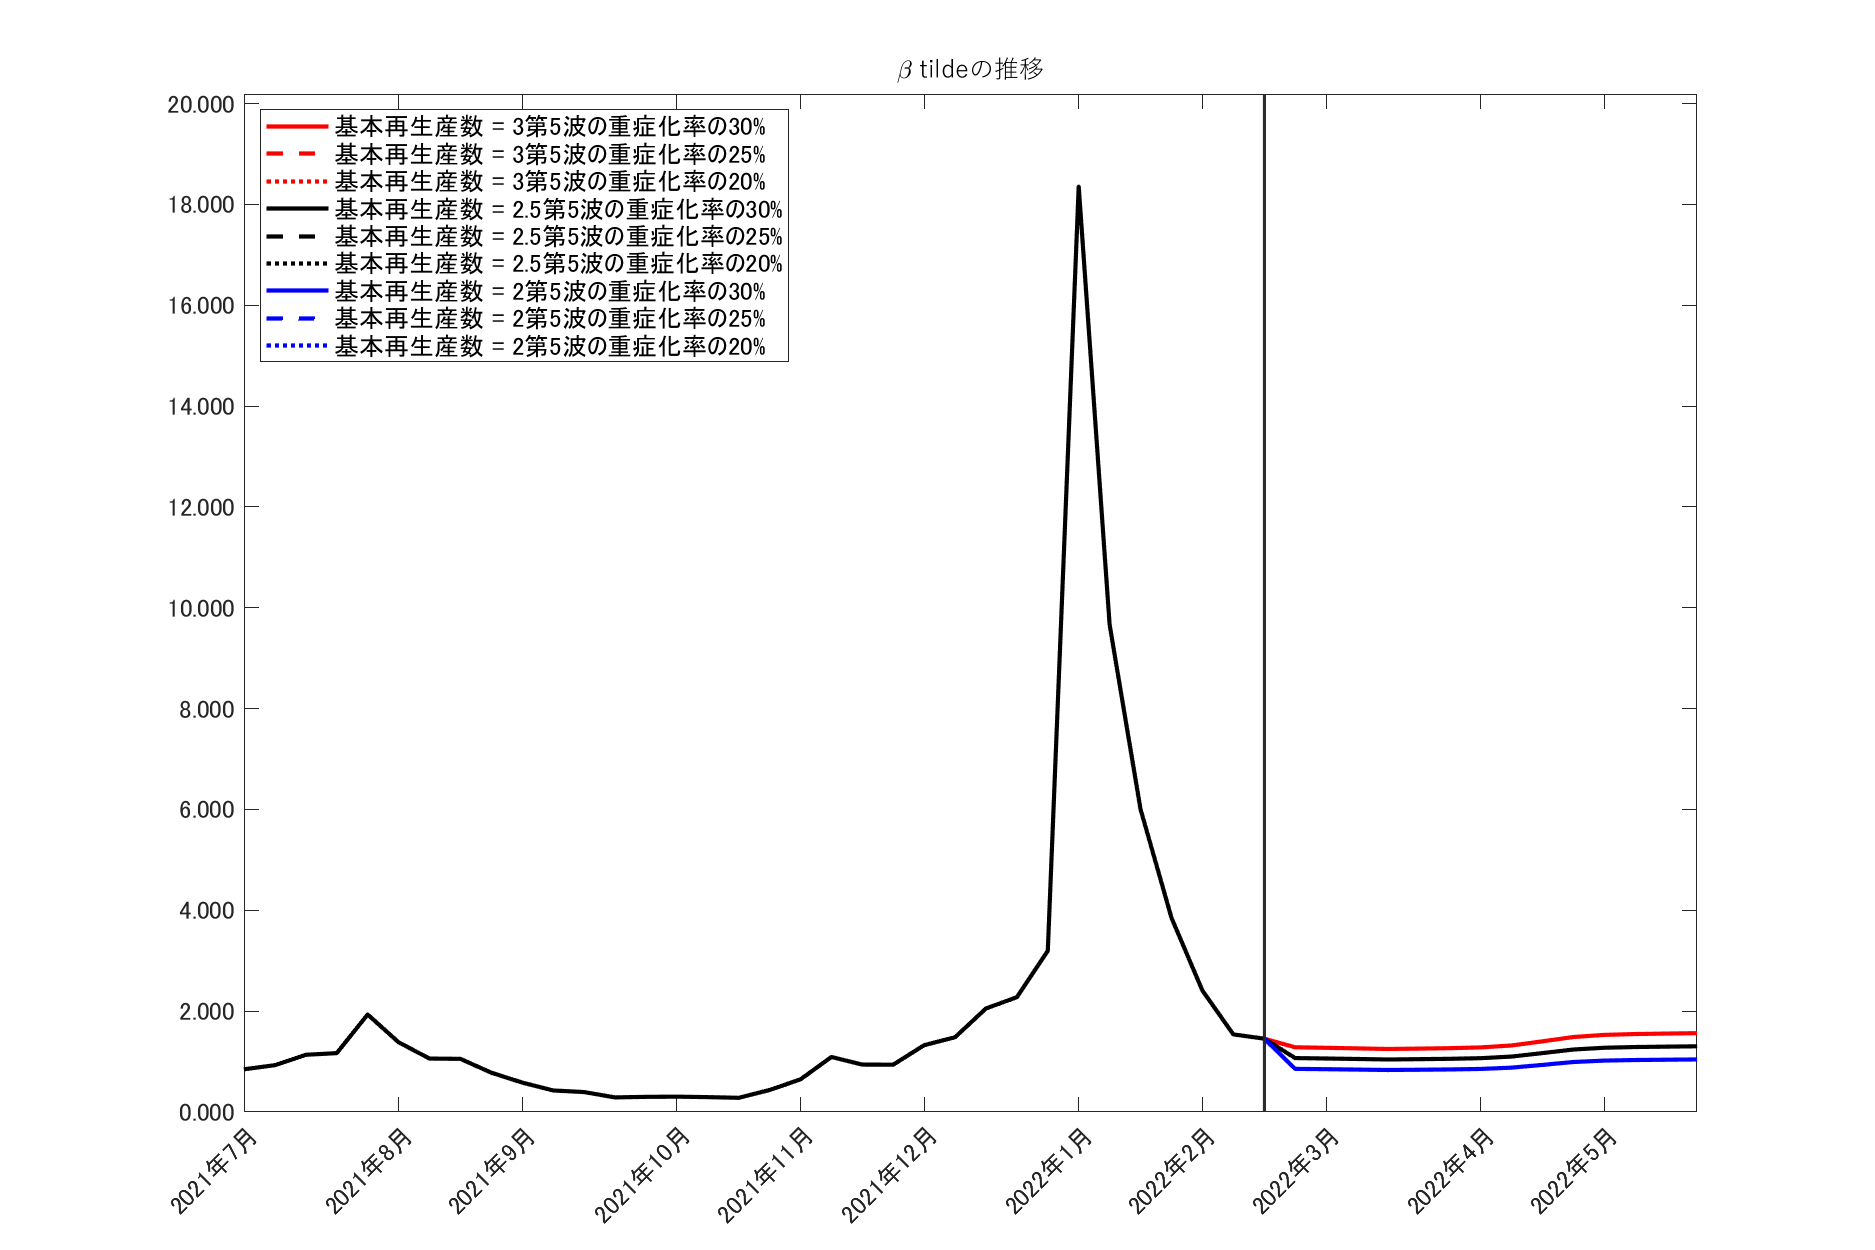 β tildeの推移
20.000
18.000
16.000
14.000
12.000
10.000
8.000
6.000
4.000
2.000
0.000
基本再生産数 = 3第5波の重症化率の30%
基本再生産数 = 3第5波の重症化率の25%
基本再生産数 = 3第5波の重症化率の20%
基本再生産数 = 2.5第5波の重症化率の30%
基本再生産数 = 2.5第5波の重症化率の25%
基本再生産数 = 2.5第5波の重症化率の20%
基本再生産数 = 2第5波の重症化率の30%
基本再生産数 = 2第5波の重症化率の25%
基本再生産数 = 2第5波の重症化率の20%
2021年7月
2021年8月
2021年9月
2021年10月
2021年11月
2021年12月
2022年1月
2022年2月
2022年3月
2022年4月
2022年5月